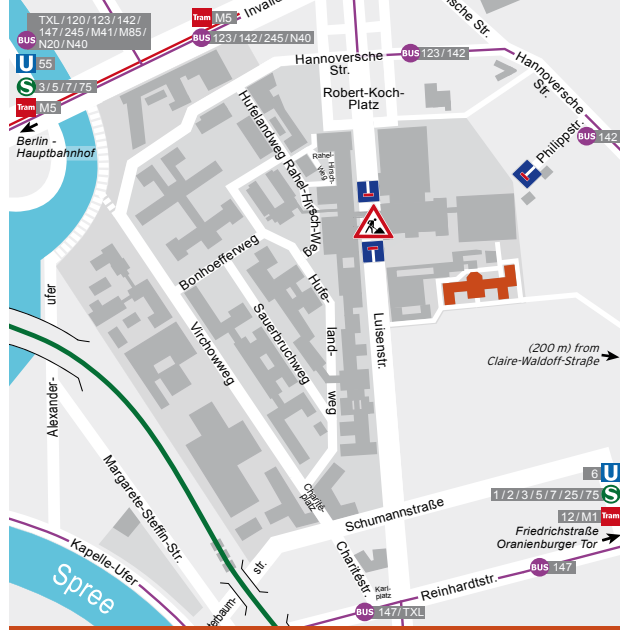 TXL / 120 / 123 / 142 /
147 / 245 / M41 / M85 /
N20 / N40
BUS
U 55
S 3 / 5 / 7 / 75
Tram M5
Berlin -
Hauptbahnhof
Tram M5
BUS 123 / 142 / 245 / N40
Hannoversche
Str.
BUS 123 / 142
Robert-Koch-
Platz
Hannoversche
Str.
BUS 142
Philippstr.
Hufelandweg
Rahel-
Hirsch-
Weg
Bonhoefferweg
Hufe-
land-
weg
Sauerbruchweg
Virchowweg
Luisenstr.
ufer
Alexander-
(200 m) from
Claire-Waldoff-Straße
Margarete-Steffin-Str.
Charité-
platz
Schumannstraße
6 U
1 / 2 / 3 / 5 / 7 / 25 / 75 S
12 / M1 Tram
Friedrichstraße
Oranienburger Tor
Kapelle-Ufer
Spree
str.
Charitéstr.
Karl-
platz
Reinhardtstr.
BUS 147
BUS 147 / TXL